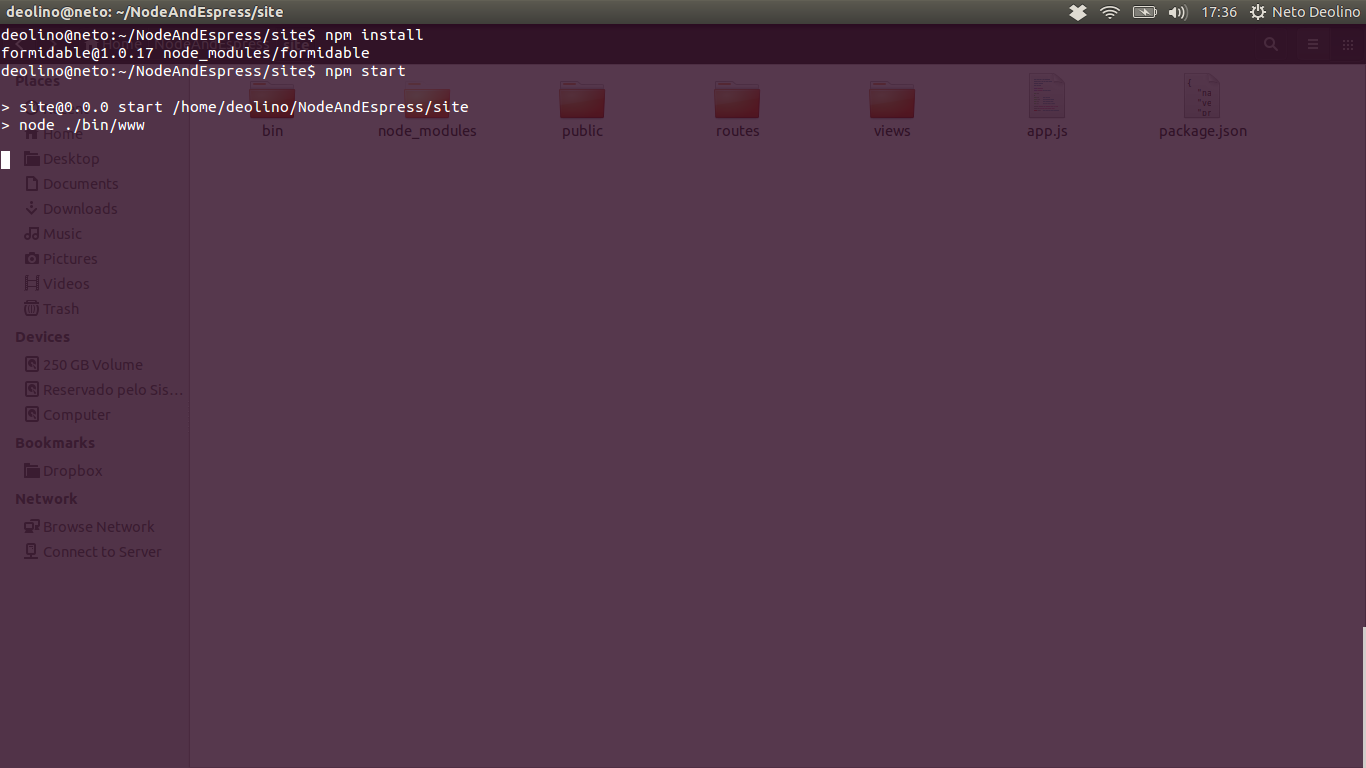 deolino@neto: ~/NodeAndEspress/site
17:36 Neto Deolino
deolino@neto:~/NodeAndEspress/site$ npm install
formidable@1.0.17 node_modules/formidable
deolino@neto:~/NodeAndEspress/site$ npm start
> site@0.0.0 start /home/deolino/NodeAndEspress/site
> node ./bin/www
Places
Home
Desktop
Documents
Downloads
Music
Pictures
Videos
Trash
Devices
250 GB Volume
Reservado pelo Sis…
Computer
Bookmarks
Dropbox
Network
Browse Network
Connect to Server
bin
node_modules
public
routes
views
app.js
{
"na
"ve
"pr
package.json